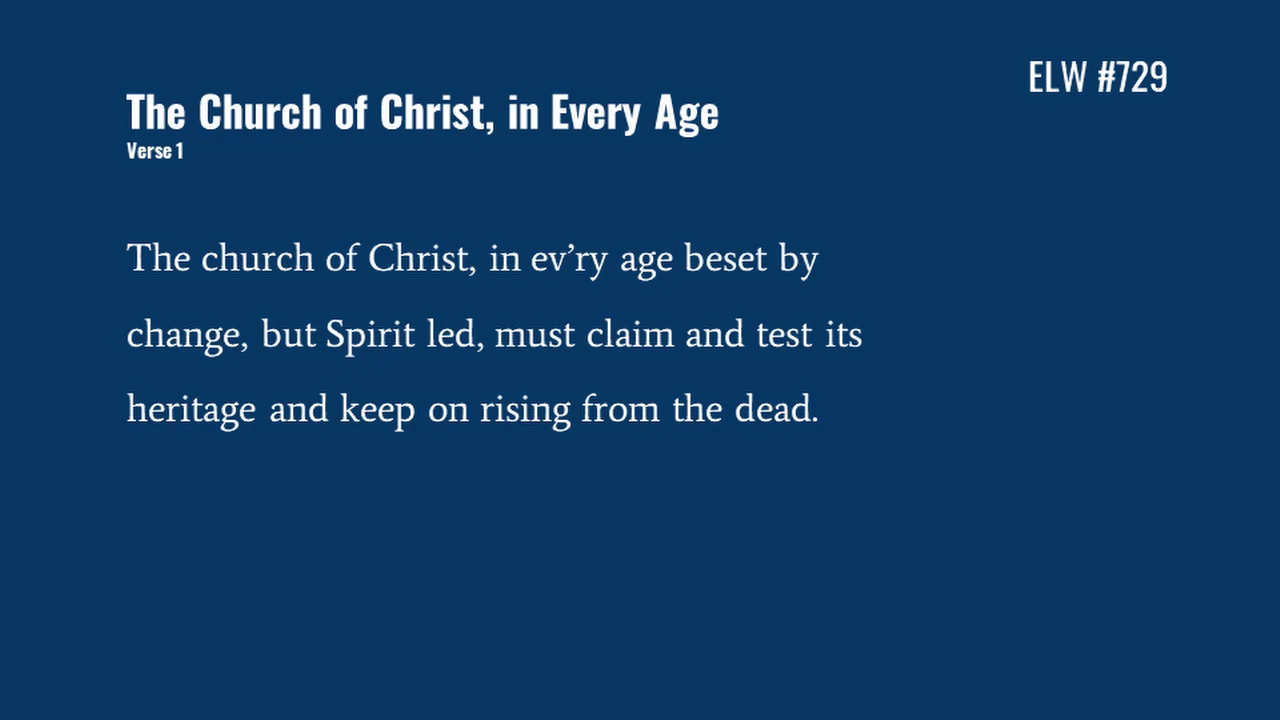 ELW #729
The Church of Christ, in Every Age
Verse 1
The church of Christ, in ev’ry age beset by
change, but Spirit led, must claim and test its
heritage and keep on rising from the dead.